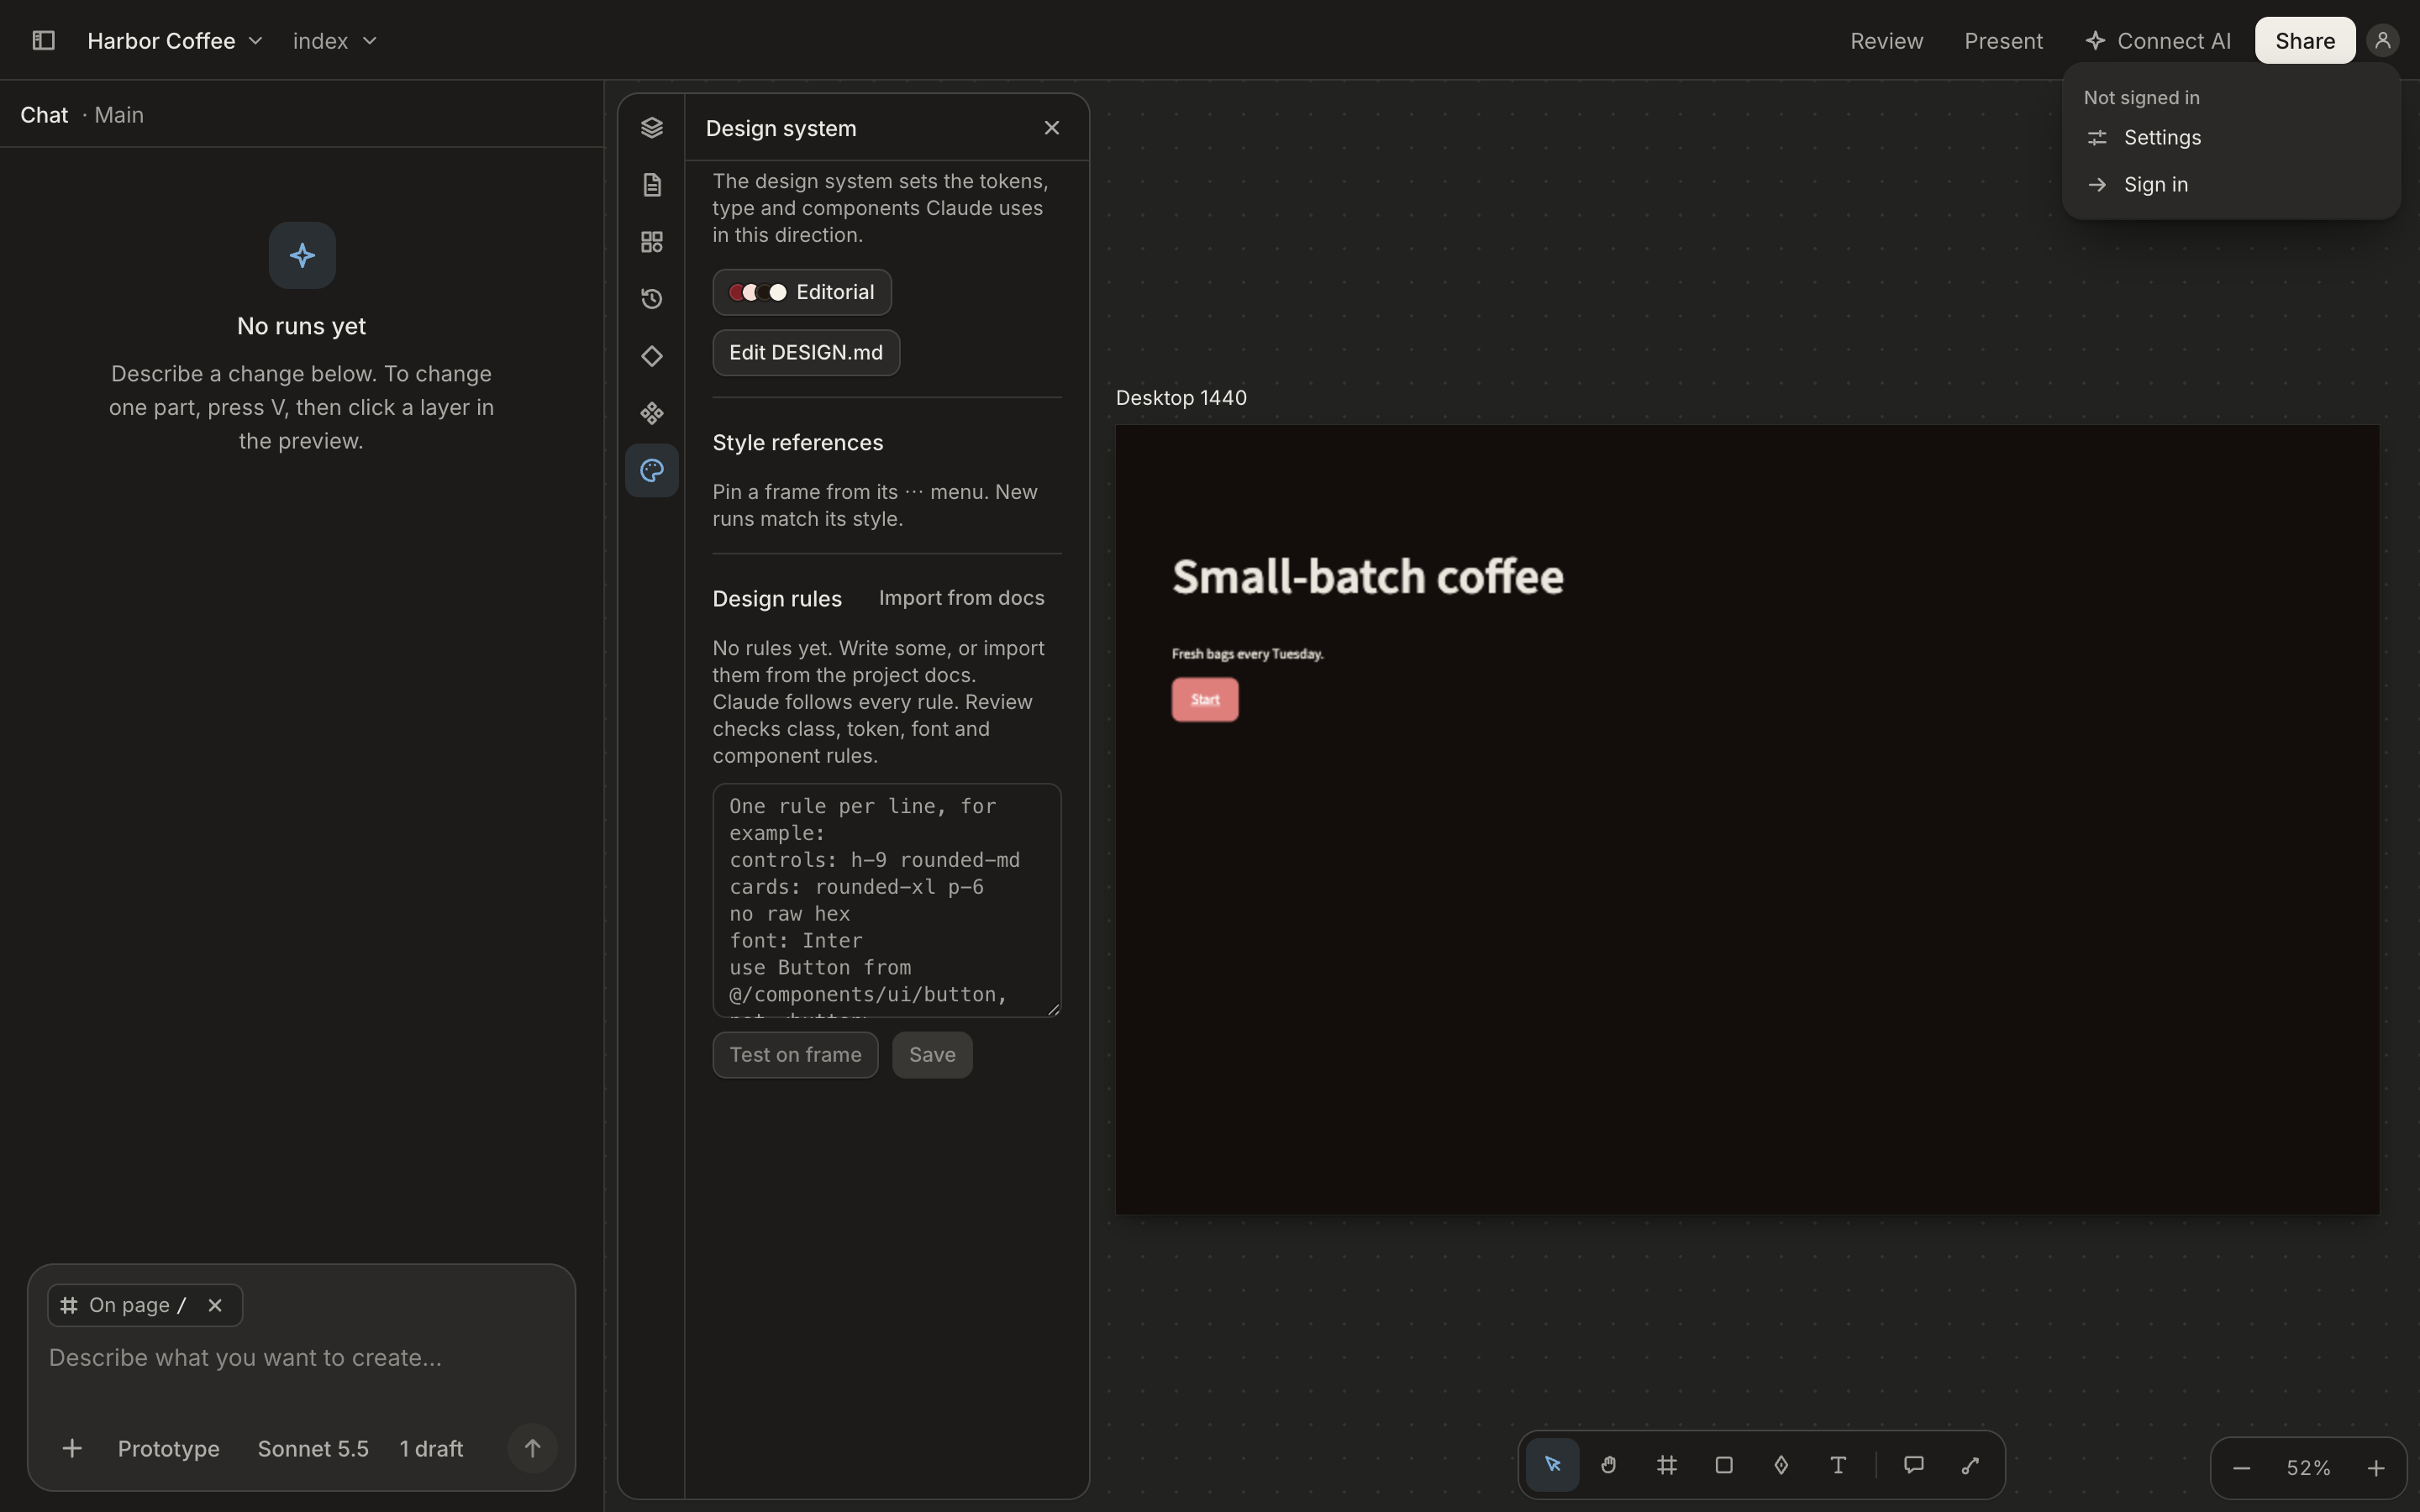 Harbor Coffee
index
Review
Present
Connect AI
Share
Not signed in
Settings
Sign in
Chat · Main
No runs yet
Describe a change below. To change
one part, press V, then click a layer in
the preview.
On page /
Describe what you want to create...
Prototype
Sonnet 5.5
1 draft
Design system
The design system sets the tokens,
type and components Claude uses
in this direction.
Editorial
Edit DESIGN.md
Style references
Pin a frame from its ··· menu. New
runs match its style.
Design rules
Import from docs
No rules yet. Write some, or import
them from the project docs.
Claude follows every rule. Review
checks class, token, font and
component rules.
One rule per line, for
example:
controls: h-9 rounded-md
cards: rounded-xl p-6
no raw hex
font: Inter
use Button from
@/components/ui/button,
Test on frame
Save
Desktop 1440
Small-batch coffee
Fresh bags every Tuesday.
Start
52%